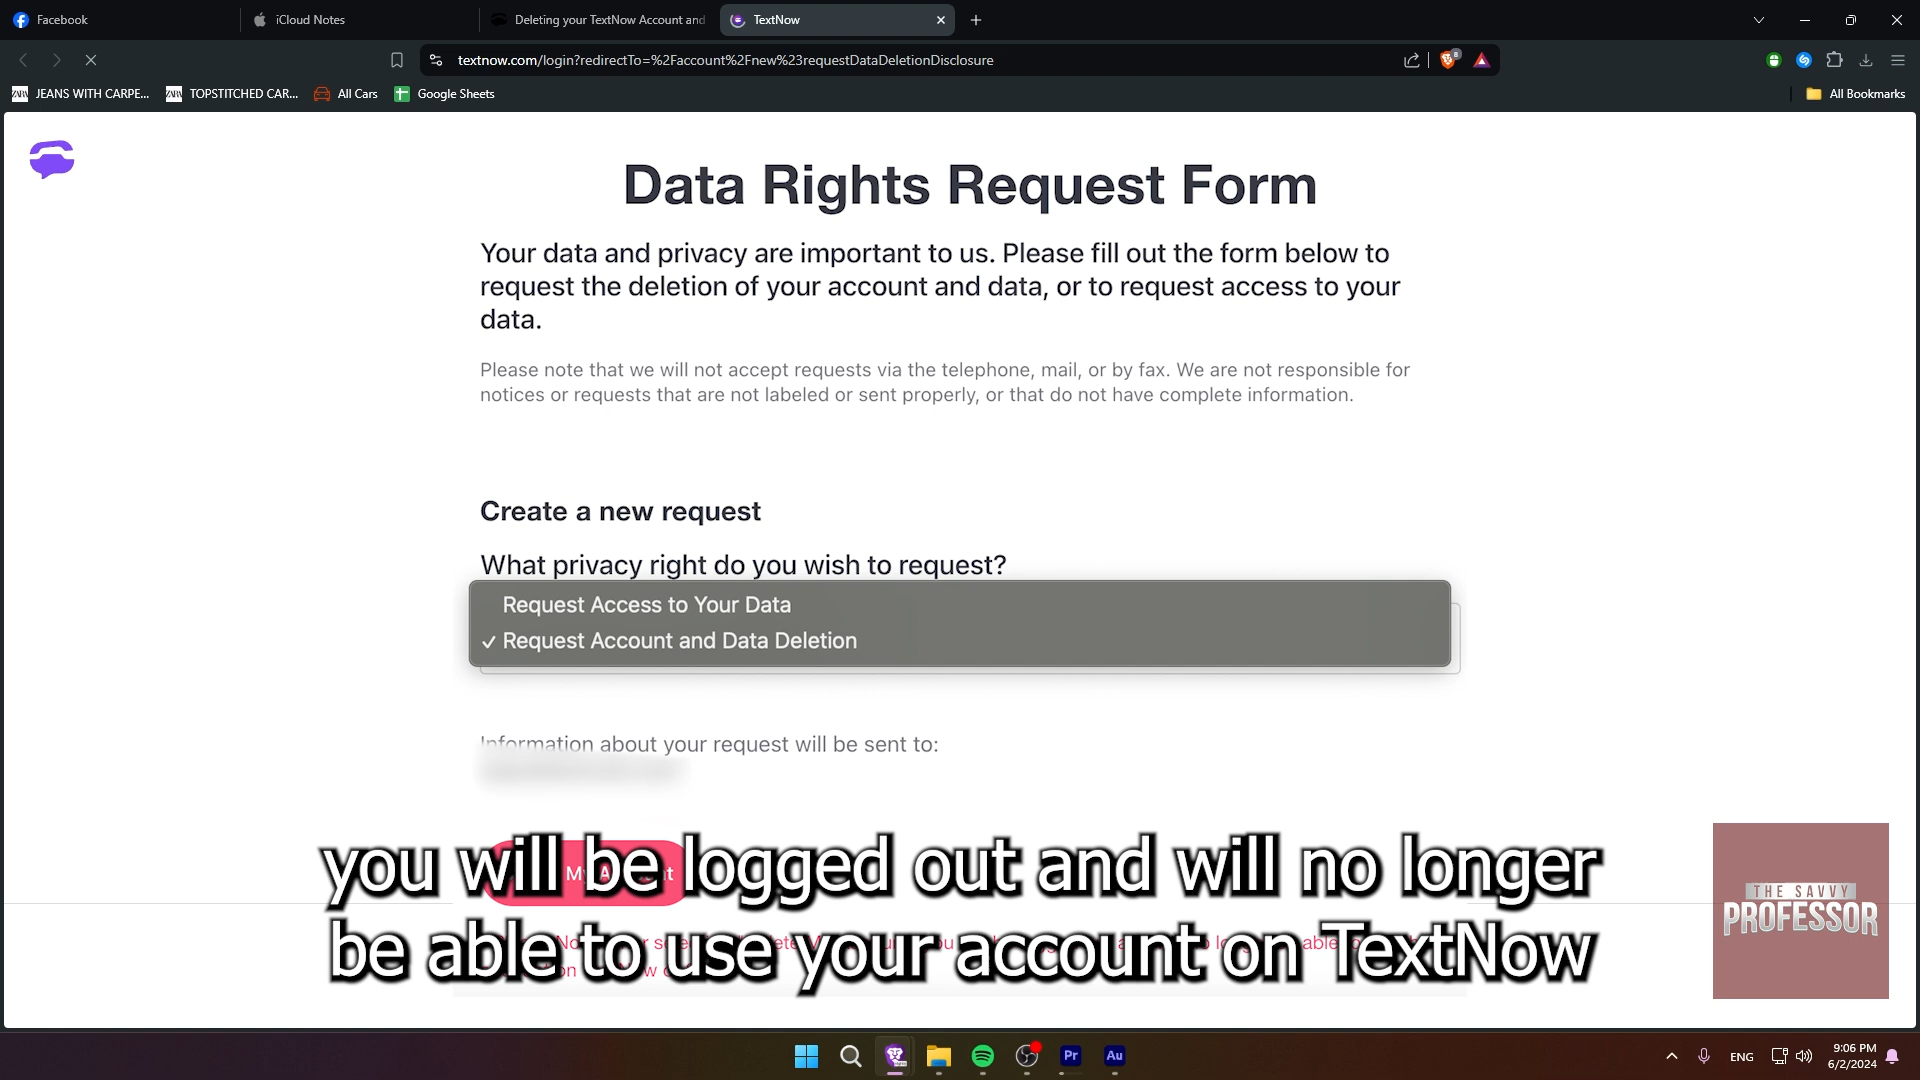 Facebook
iCloud Notes
Deleting your TextNow Account and
TextNow
textnow.com/login?redirectTo=%2Faccount%2Fnew%23requestDataDeletionDisclosure
8
ZARA JEANS WITH CARPE...
ZARA TOPSTITCHED CAR...
All Cars
Google Sheets
All Bookmarks
Data Rights Request Form
Your data and privacy are important to us. Please fill out the form below to
request the deletion of your account and data, or to request access to your
data.
Please note that we will not accept requests via the telephone, mail, or by fax. We are not responsible for
notices or requests that are not labeled or sent properly, or that do not have complete information.
Create a new request
What privacy right do you wish to request?
Request Access to Your Data
✓ Request Account and Data Deletion
Information about your request will be sent to:
you will be logged out and will no longer
be able to use your account on TextNow
THE SAVVY
PROFESSOR
Pr
Au
ENG
9:06 PM
6/2/2024